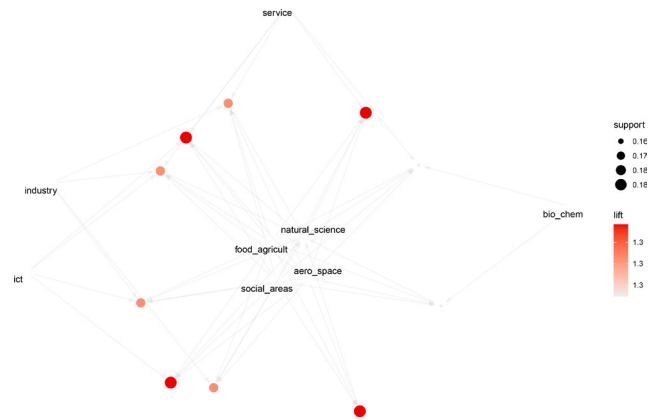 service
support
0.16
0.17
0.18
0.18
industry
bio_chem
lift
natural_science
1.3
food_agricult
1.3
aero_space
ict
1.3
social_areas